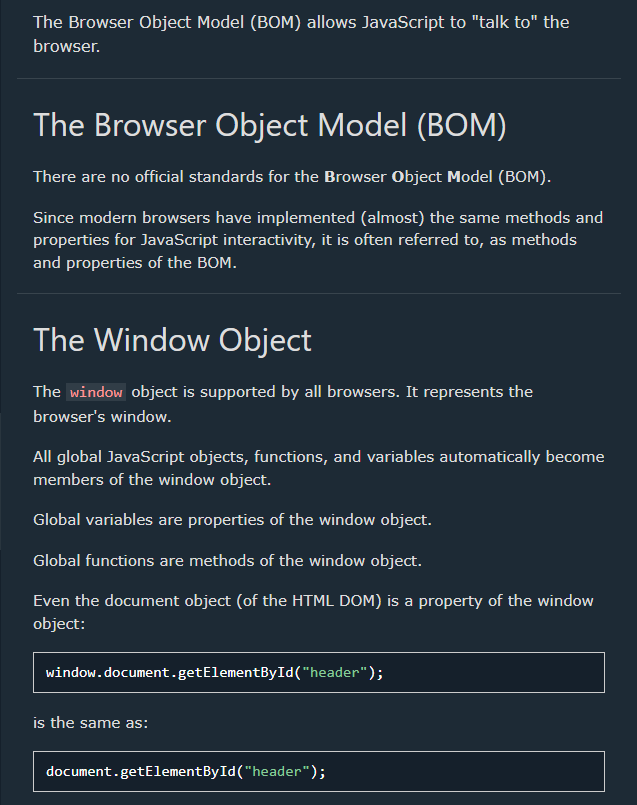 The Browser Object Model (BOM) allows JavaScript to "talk to" the
browser.
The Browser Object Model (BOM)
There are no official standards for the Browser Object Model (BOM).
Since modern browsers have implemented (almost) the same methods and
properties for JavaScript interactivity, it is often referred to, as methods
and properties of the BOM.
The Window Object
The window object is supported by all browsers. It represents the
browser's window.
All global JavaScript objects, functions, and variables automatically become
members of the window object.
Global variables are properties of the window object.
Global functions are methods of the window object.
Even the document object (of the HTML DOM) is a property of the window
object:
window.document.getElementById("header");
is the same as:
document.getElementById("header");